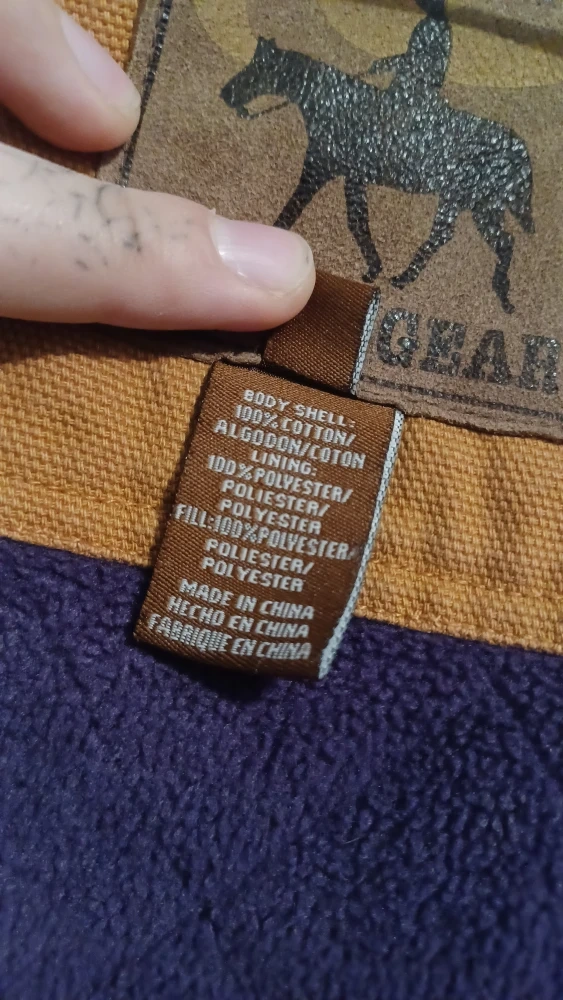 GEAR
BODY SHELL:
100% COTTON/
ALGODON/COTON
LINING:
100% POLYESTER/
POLIESTER/
POLYESTER
FILL:100% POLYESTER/
POLIESTER/
POLYESTER
MADE IN CHINA
HECHO EN CHINA
FABRIQUE EN CHINA